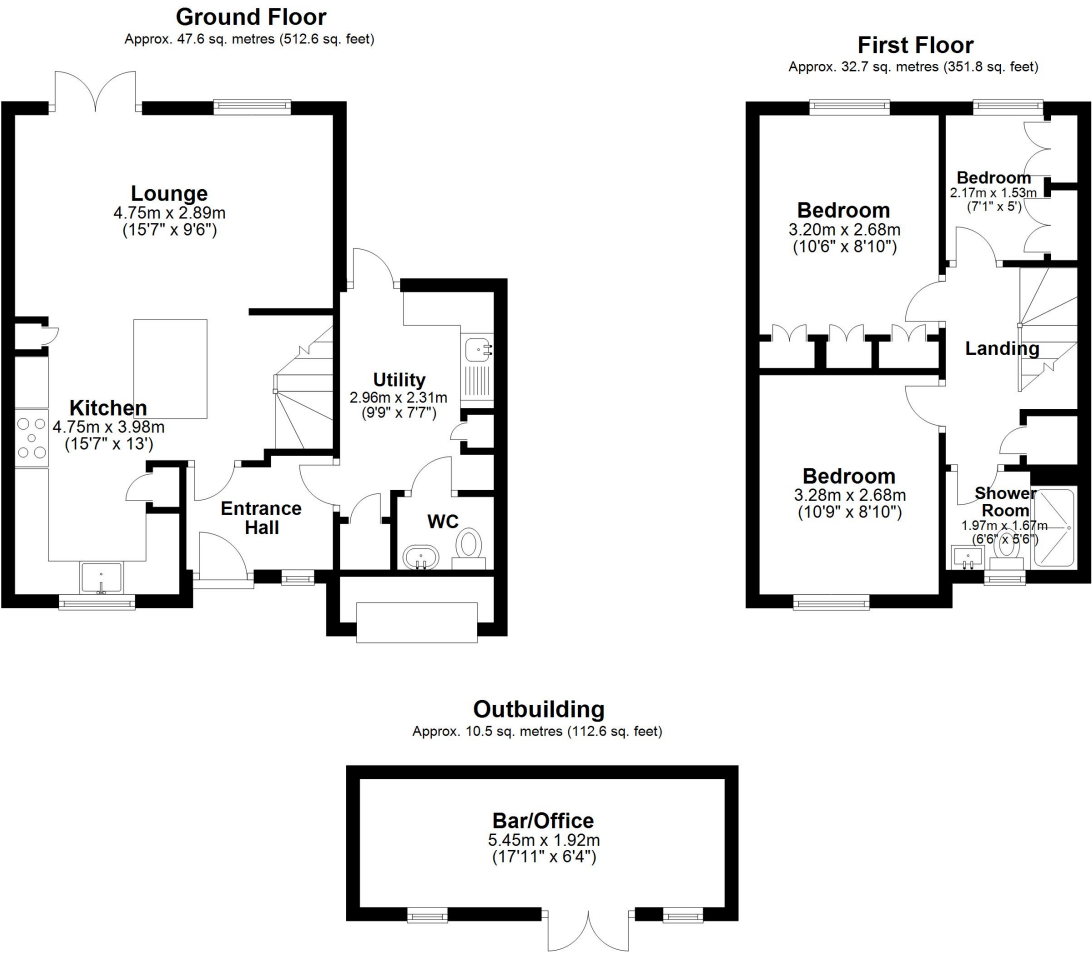 Ground Floor
Approx. 47.6 sq. metres (512.6 sq. feet)
Lounge
4.75m x 2.89m
(15'7" x 9'6")
Kitchen
4.75m x 3.98m
(15'7" x 13')
Utility
2.96m x 2.31m
(9'9" x 7'7")
Entrance
Hall
WC
First Floor
Approx. 32.7 sq. metres (351.8 sq. feet)
Bedroom
3.20m x 2.68m
(10'6" x 8'10")
Bedroom
2.17m x 1.53m
(7'1" x 5')
Landing
Bedroom
3.28m x 2.68m
(10'9" x 8'10")
Shower
Room
1.97m x 1.67m
(6'6" x 5'6")
Outbuilding
Approx. 10.5 sq. metres (112.6 sq. feet)
Bar/Office
5.45m x 1.92m
(17'11" x 6'4")